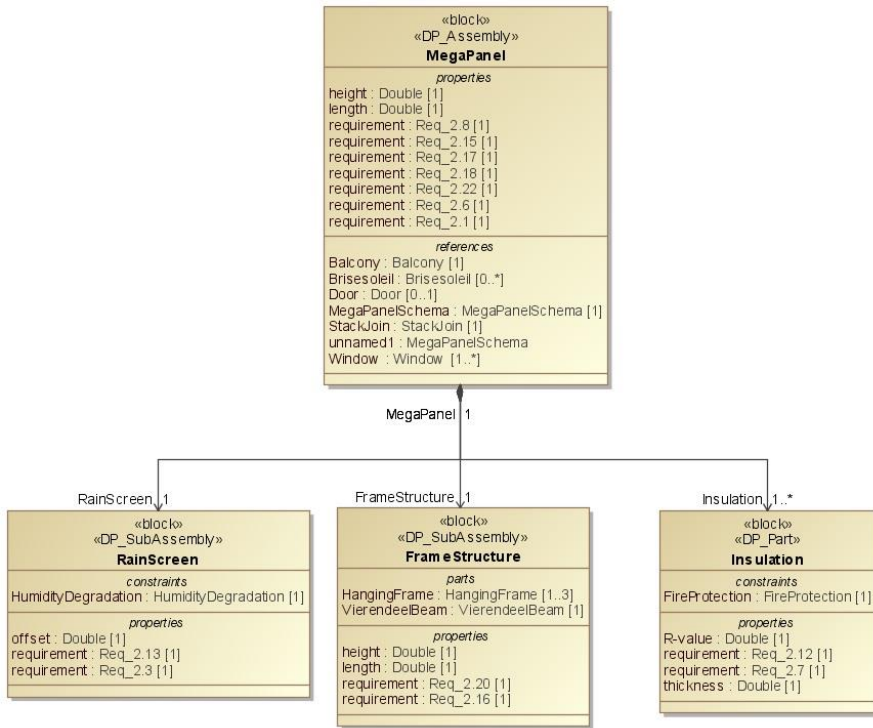 «block»
«DP_Assembly»
MegaPanel
properties
height : Double [1]
length : Double [1]
requirement : Req_2.8 [1]
requirement : Req_2.15 [1]
requirement : Req_2.17 [1]
requirement : Req_2.18 [1]
requirement : Req_2.22 [1]
requirement : Req_2.6 [1]
requirement : Req_2.1 [1]
references
Balcony : Balcony [1]
Brisesoleil : Brisesoleil [0..*]
Door : Door [0..1]
MegaPanelSchema : MegaPanelSchema [1]
StackJoin : StackJoin [1]
unnamed1 : MegaPanelSchema
Window : Window [1..*]
MegaPanel 1
RainScreen 1
«block»
«DP_SubAssembly»
RainScreen
constraints
HumidityDegradation : HumidityDegradation [1]
properties
offset : Double [1]
requirement : Req_2.13 [1]
requirement : Req_2.3 [1]
FrameStructure 1
«block»
«DP_SubAssembly»
FrameStructure
parts
HangingFrame : HangingFrame [1..3]
VierendeelBeam : VierendeelBeam [1]
properties
height : Double [1]
length : Double [1]
requirement : Req_2.20 [1]
requirement : Req_2.16 [1]
Insulation 1..*
«block»
«DP_Part»
Insulation
constraints
FireProtection : FireProtection [1]
properties
R-value : Double [1]
requirement : Req_2.12 [1]
requirement : Req_2.7 [1]
thickness : Double [1]